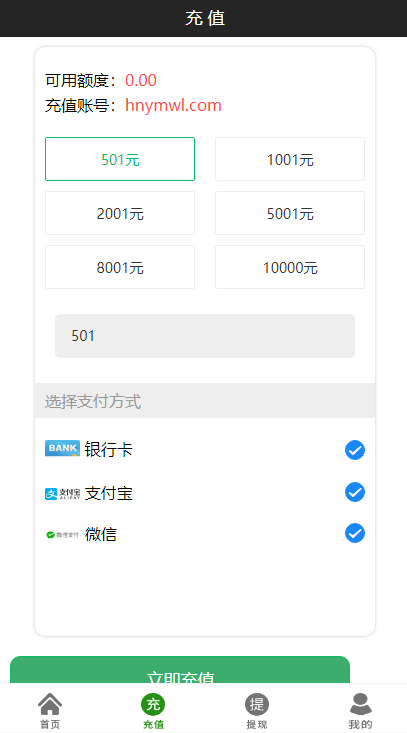 充值
可用额度：0.00
充值账号：hnymwl.com
501元
1001元
2001元
5001元
8001元
10000元
501
选择支付方式
BANK 银行卡
支 支付宝 ALIPAY 支付宝
微信支付 微信
立即充值
充 提
首页 充值 提现 我的